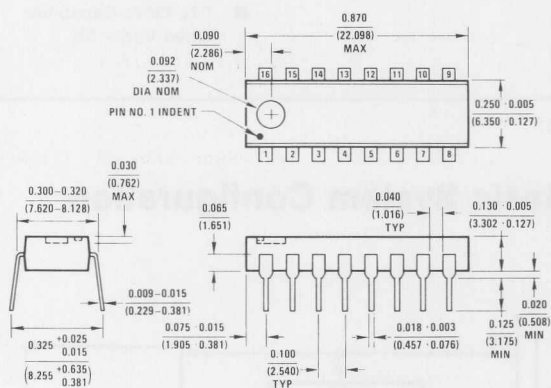 0.870
(22.098)
MAX
0.090
(2.286)
NOM
0.092
(2.337)
DIA NOM
PIN NO. 1 INDENT
16 15 14 13 12 11 10 9
1 2 3 4 5 6 7 8
0.250 · 0.005
(6.350 · 0.127)
0.030
(0.762)
MAX
0.300–0.320
(7.620–8.128)
0.065
(1.651)
0.040
(1.016)
TYP
0.130 · 0.005
(3.302 · 0.127)
0.009–0.015
(0.229–0.381)
0.075 · 0.015
(1.905 · 0.381)
0.018 · 0.003
(0.457 · 0.076)
0.020
(0.508)
MIN
0.125
(3.175)
MIN
0.100
(2.540)
TYP
0.325 +0.025
0.015
(8.255 +0.635
0.381)